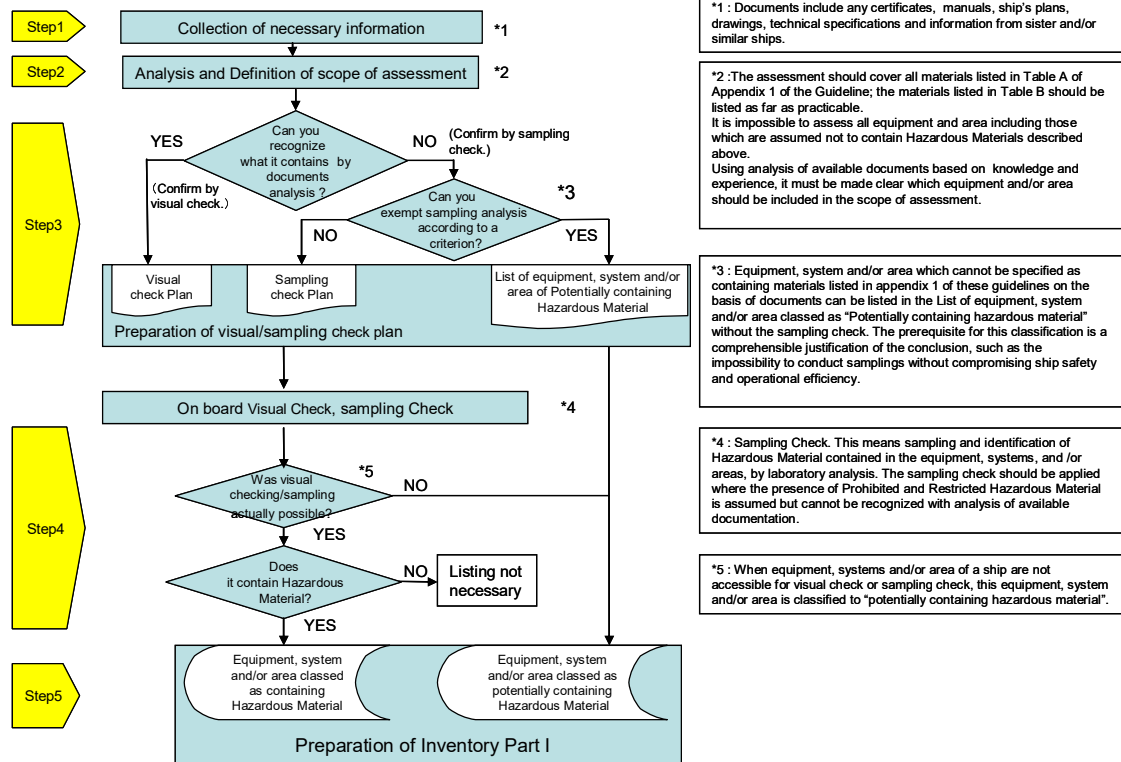 Step1
Collection of necessary information
*1
Step2
Analysis and Definition of scope of assessment
*2
Step3
Can you
recognize
what it contains by
documents
analysis ?
YES
(Confirm by
visual check.)
NO
(Confirm by sampling
check.)
Can you
exempt sampling analysis
according to a
criterion?
*3
NO
YES
Visual
check Plan
Sampling
check Plan
List of equipment, system and/or
area of Potentially containing
Hazardous Material
Preparation of visual/sampling check plan
On board Visual Check, sampling Check
*4
Step4
Was visual
checking/sampling
actually possible?
*5
NO
YES
Does
it contain Hazardous
Material?
NO
Listing not
necessary
YES
Step5
Equipment, system
and/or area classed
as containing
Hazardous Material
Equipment, system
and/or area classed as
potentially containing
Hazardous Material
Preparation of Inventory Part I
*1 : Documents include any certificates, manuals, ship's plans,
drawings, technical specifications and information from sister and/or
similar ships.
*2 :The assessment should cover all materials listed in Table A of
Appendix 1 of the Guideline; the materials listed in Table B should be
listed as far as practicable.
It is impossible to assess all equipment and area including those
which are assumed not to contain Hazardous Materials described
above.
Using analysis of available documents based on knowledge and
experience, it must be made clear which equipment and/or area
should be included in the scope of assessment.
*3 : Equipment, system and/or area which cannot be specified as
containing materials listed in appendix 1 of these guidelines on the
basis of documents can be listed in the List of equipment, system
and/or area classed as “Potentially containing hazardous material”
without the sampling check. The prerequisite for this classification is a
comprehensible justification of the conclusion, such as the
impossibility to conduct samplings without compromising ship safety
and operational efficiency.
*4 : Sampling Check. This means sampling and identification of
Hazardous Material contained in the equipment, systems, and /or
areas, by laboratory analysis. The sampling check should be applied
where the presence of Prohibited and Restricted Hazardous Material
is assumed but cannot be recognized with analysis of available
documentation.
*5 : When equipment, systems and/or area of a ship are not
accessible for visual check or sampling check, this equipment, system
and/or area is classified to “potentially containing hazardous material”.